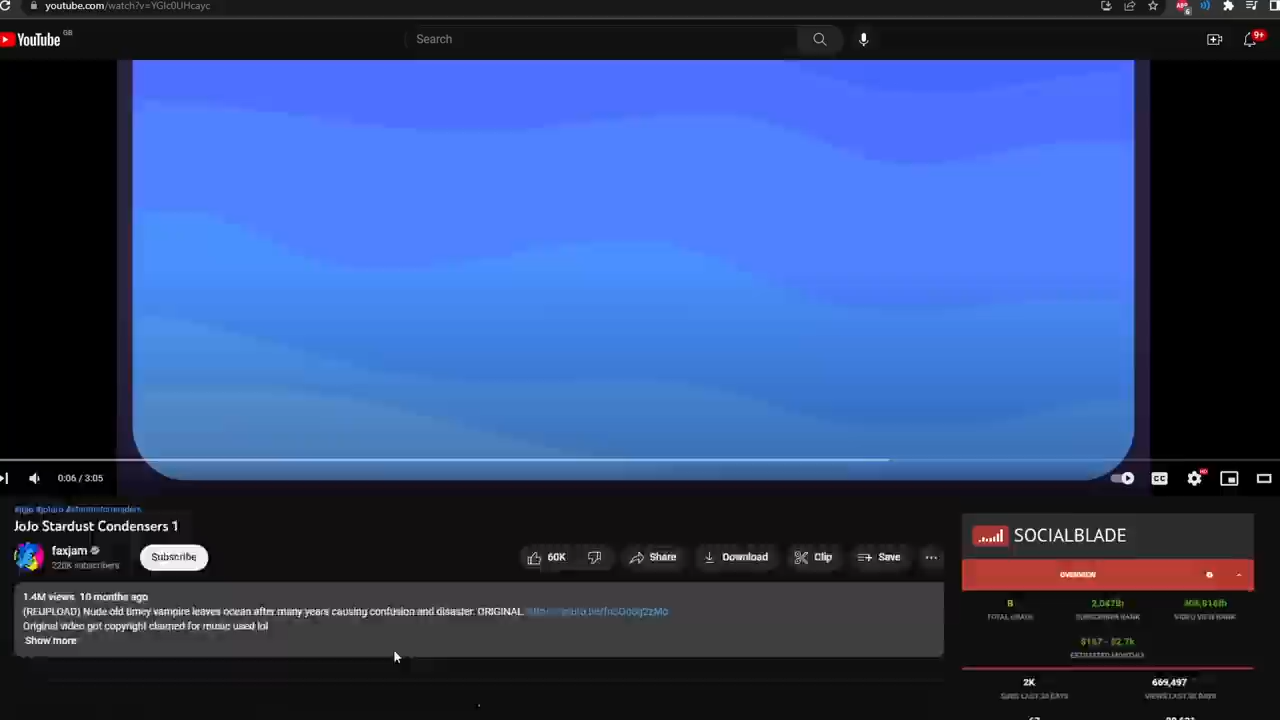 youtube.com/watch?v=YGlc0UHcayc
YouTube GB
Search
9+
0:06 / 3:05
CC
HD
JoJo Stardust Condensers 1
faxjam
220K subscribers
Subscribe
60K
Share
Download
Clip
Save
1.4M views 10 months ago
(REUPLOAD) Nude old timey vampire leaves ocean after many years causing confusion and disaster. ORIGINAL
Original video got copyright claimed for music used lol
Show more
SOCIALBLADE
OVERVIEW
B
TOTAL GRADE
SUBSCRIBER RANK
VIDEO VIEW RANK
ESTIMATED MONTHLY
2K
SUBS LAST 30 DAYS
669,497
VIEWS LAST 30 DAYS